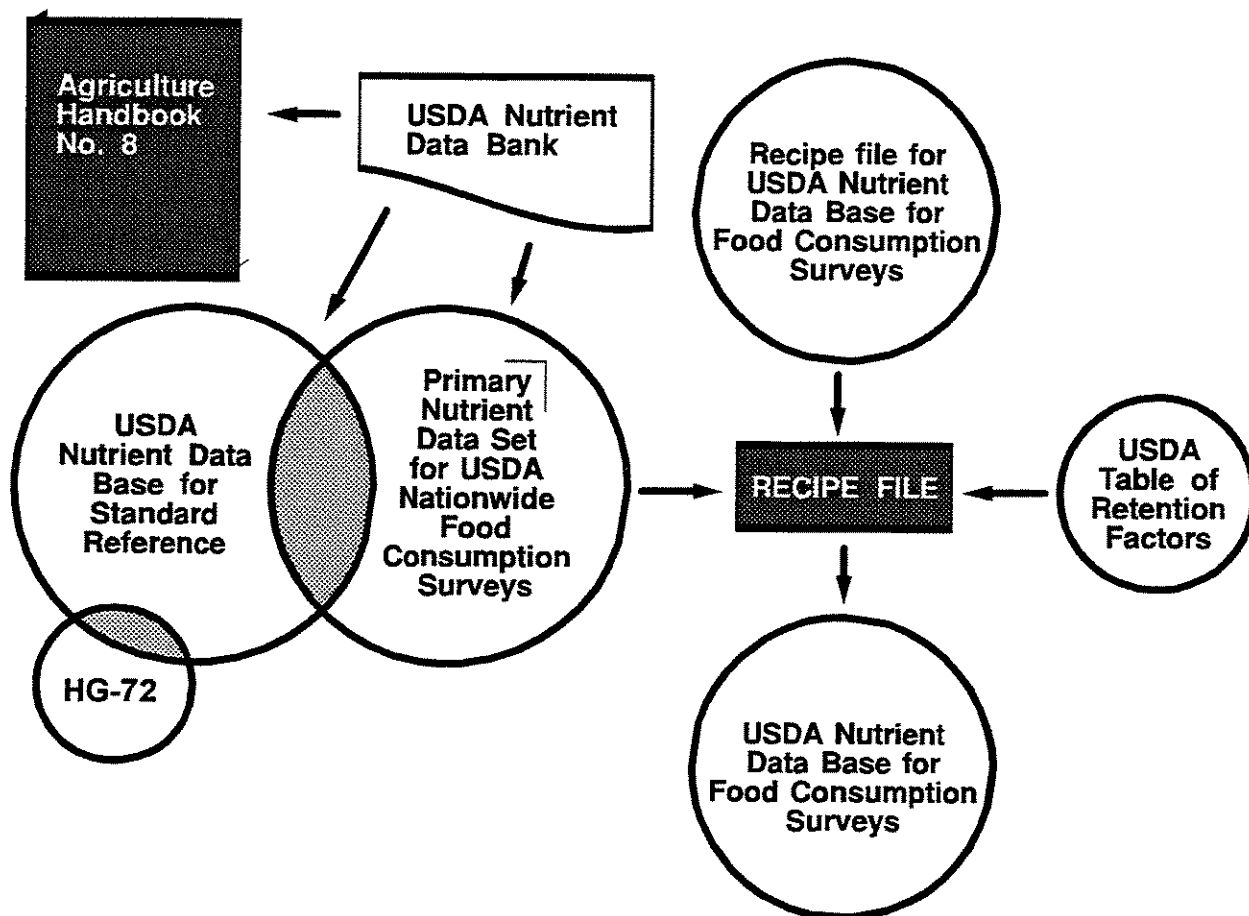 Agriculture
Handbook
No. 8
USDA Nutrient
Data Bank
Recipe file for
USDA Nutrient
Data Base for
Food Consumption
Surveys
USDA
Nutrient Data
Base for
Standard
Reference
Primary
Nutrient
Data Set
for USDA
Nationwide
Food
Consumption
Surveys
RECIPE FILE
USDA
Table of
Retention
Factors
HG-72
USDA Nutrient
Data Base for
Food Consumption
Surveys